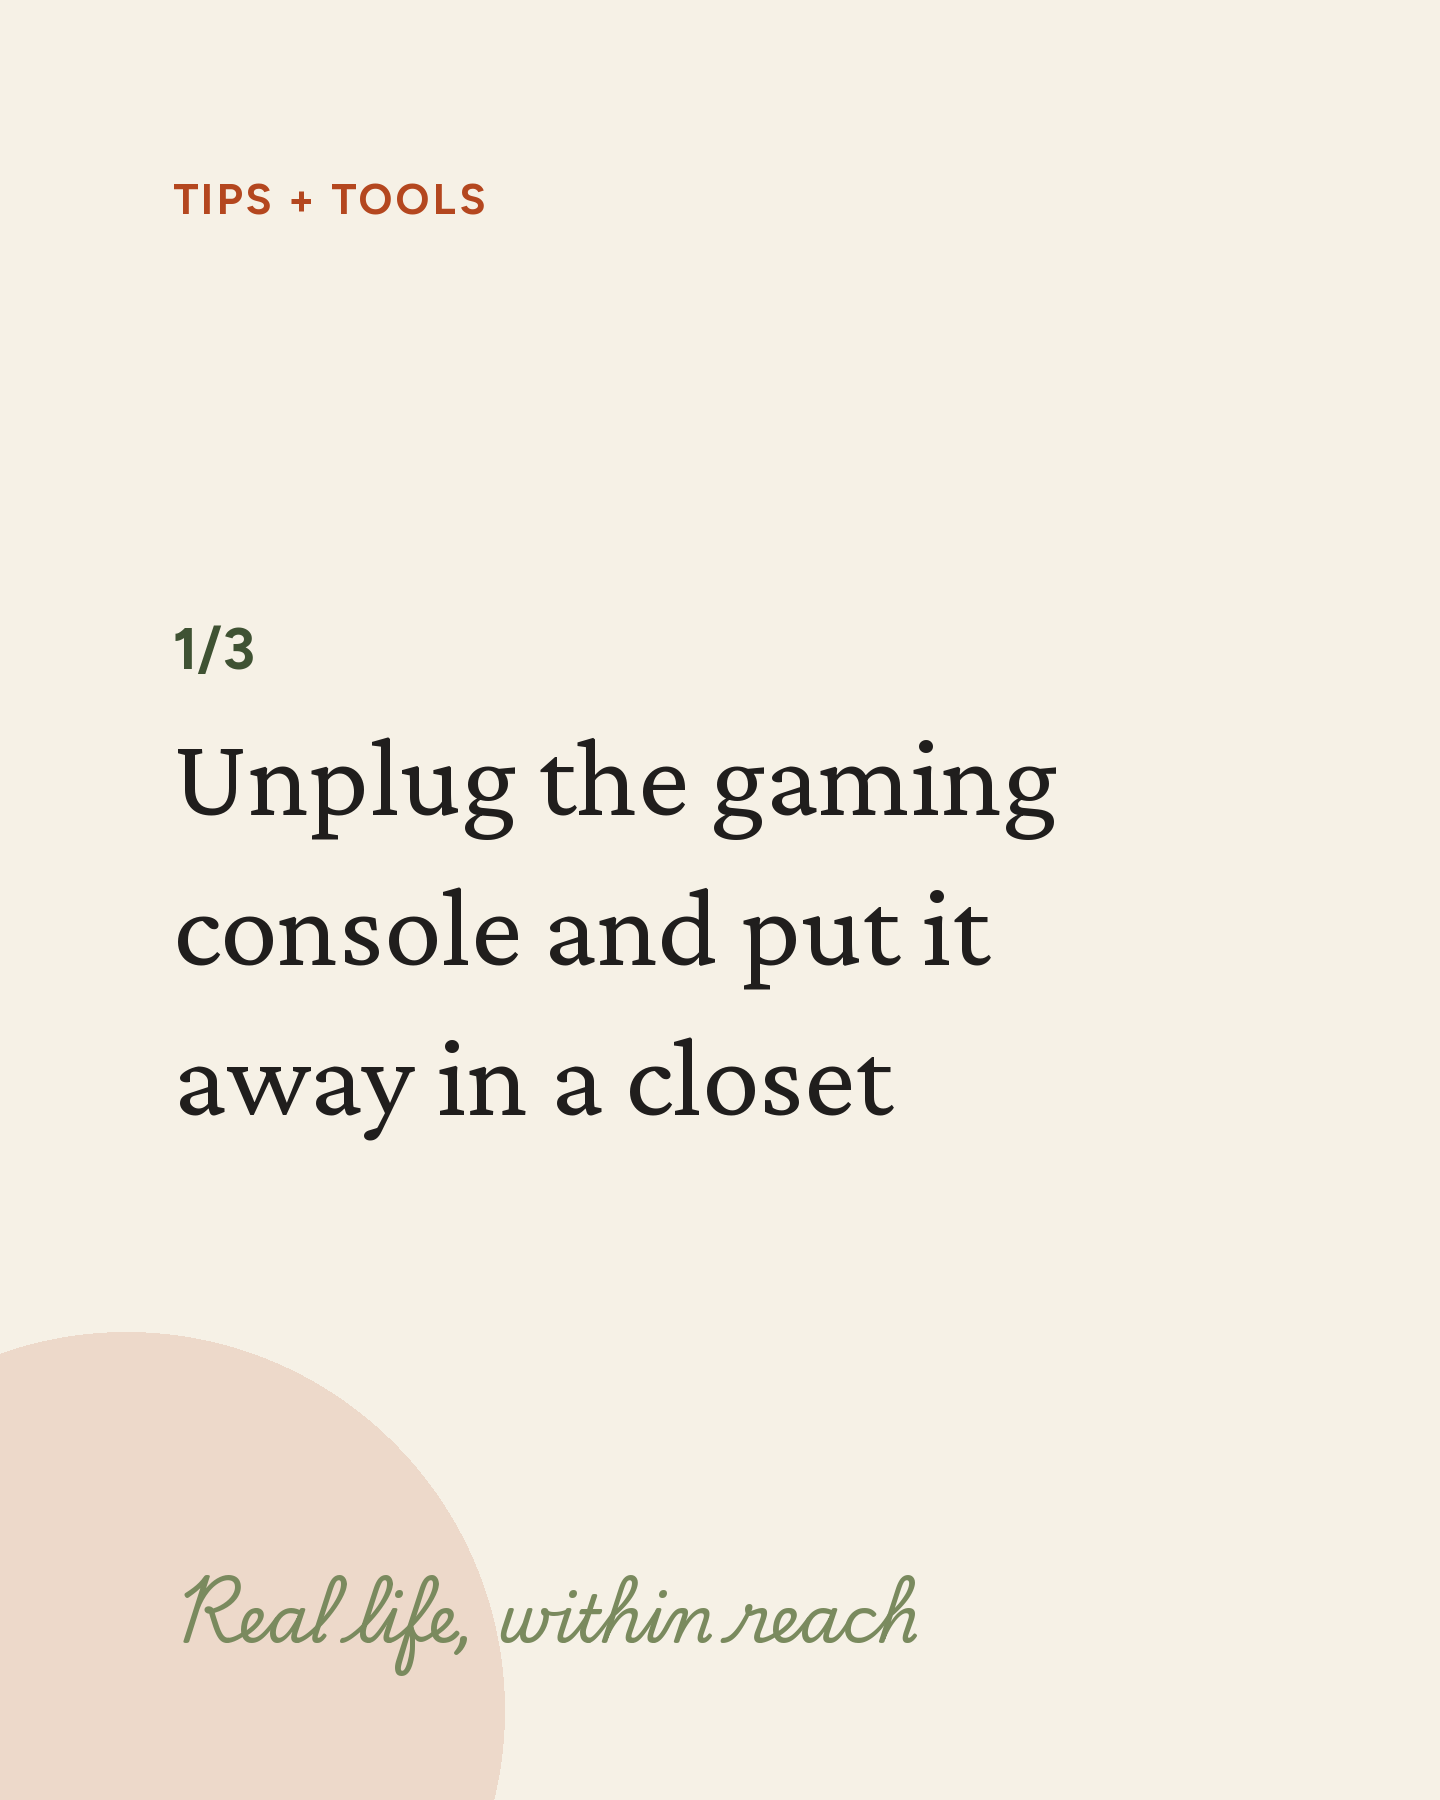 TIPS + TOOLS
1/3
Unplug the gaming
console and put it
away in a closet
Real life, within reach